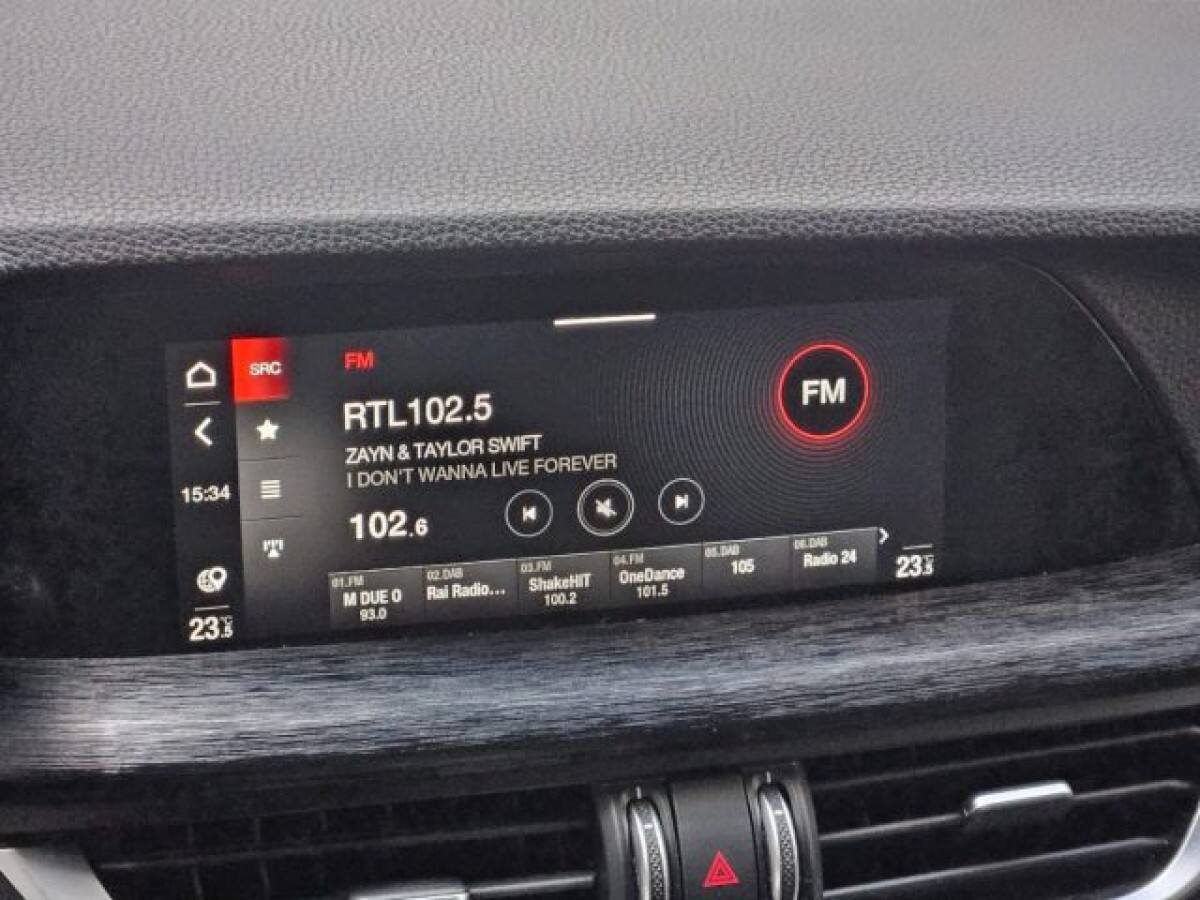 SRC
FM
FM
RTL102.5
ZAYN & TAYLOR SWIFT
I DON'T WANNA LIVE FOREVER
15:34
102.6
01.FM
M DUE O
93.0
02.DAB
Rai Radio...
03.FM
ShakeHIT
100.2
04.FM
OneDance
101.5
05.DAB
105
06.DAB
Radio 24
23.5°C
23.5°C